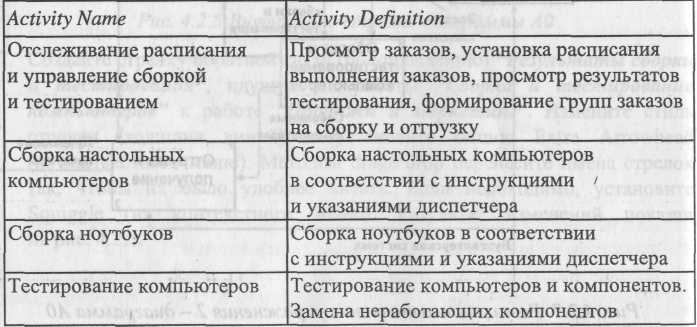 Activity Name
Activity Definition
Отслеживание расписания
и управление сборкой
и тестированием
Просмотр заказов, установка расписания
выполнения заказов, просмотр результатов
тестирования, формирование групп заказов
на сборку и отгрузку
Сборка настольных
компьютеров
Сборка настольных компьютеров
в соответствии с инструкциями
и указаниями диспетчера
Сборка ноутбуков
Сборка ноутбуков в соответствии
с инструкциями и указаниями диспетчера
Тестирование компьютеров
Тестирование компьютеров и компонентов.
Замена неработающих компонентов